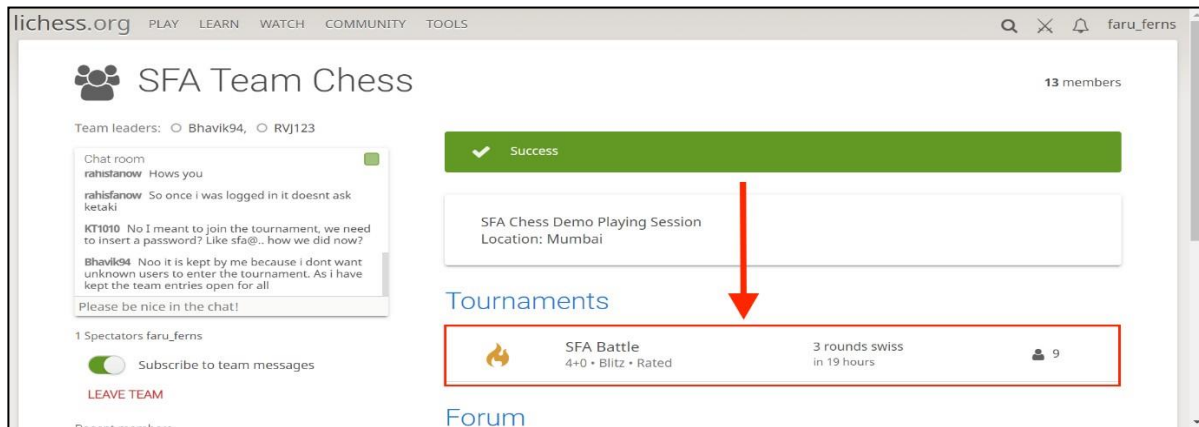 lichess.org PLAY LEARN WATCH COMMUNITY TOOLS faru_ferns
SFA Team Chess
13 members
Team leaders: Bhavik94, RVJ123
Chat room
rahisfanow Hows you
rahisfanow So once i was logged in it doesnt ask
ketaki
KT1010 No I meant to join the tournament, we need
to insert a password? Like sfa@.. how we did now?
Bhavik94 Noo it is kept by me because i dont want
unknown users to enter the tournament. As i have
kept the team entries open for all
Please be nice in the chat!
1 Spectators faru_ferns
Subscribe to team messages
LEAVE TEAM
Success
SFA Chess Demo Playing Session
Location: Mumbai
Tournaments
SFA Battle
4+0 • Blitz • Rated
3 rounds swiss
in 19 hours
9
Forum